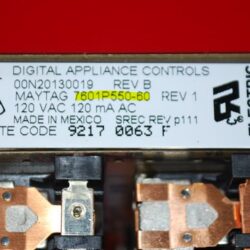 DIGITAL APPLIANCE CONTROLS
00N20130019 REV B
MAYTAG 7601P550-60 REV 1
120 VAC 120 mA AC
MADE IN MEXICO SREC REV p111
TE CODE 9217 0063 F